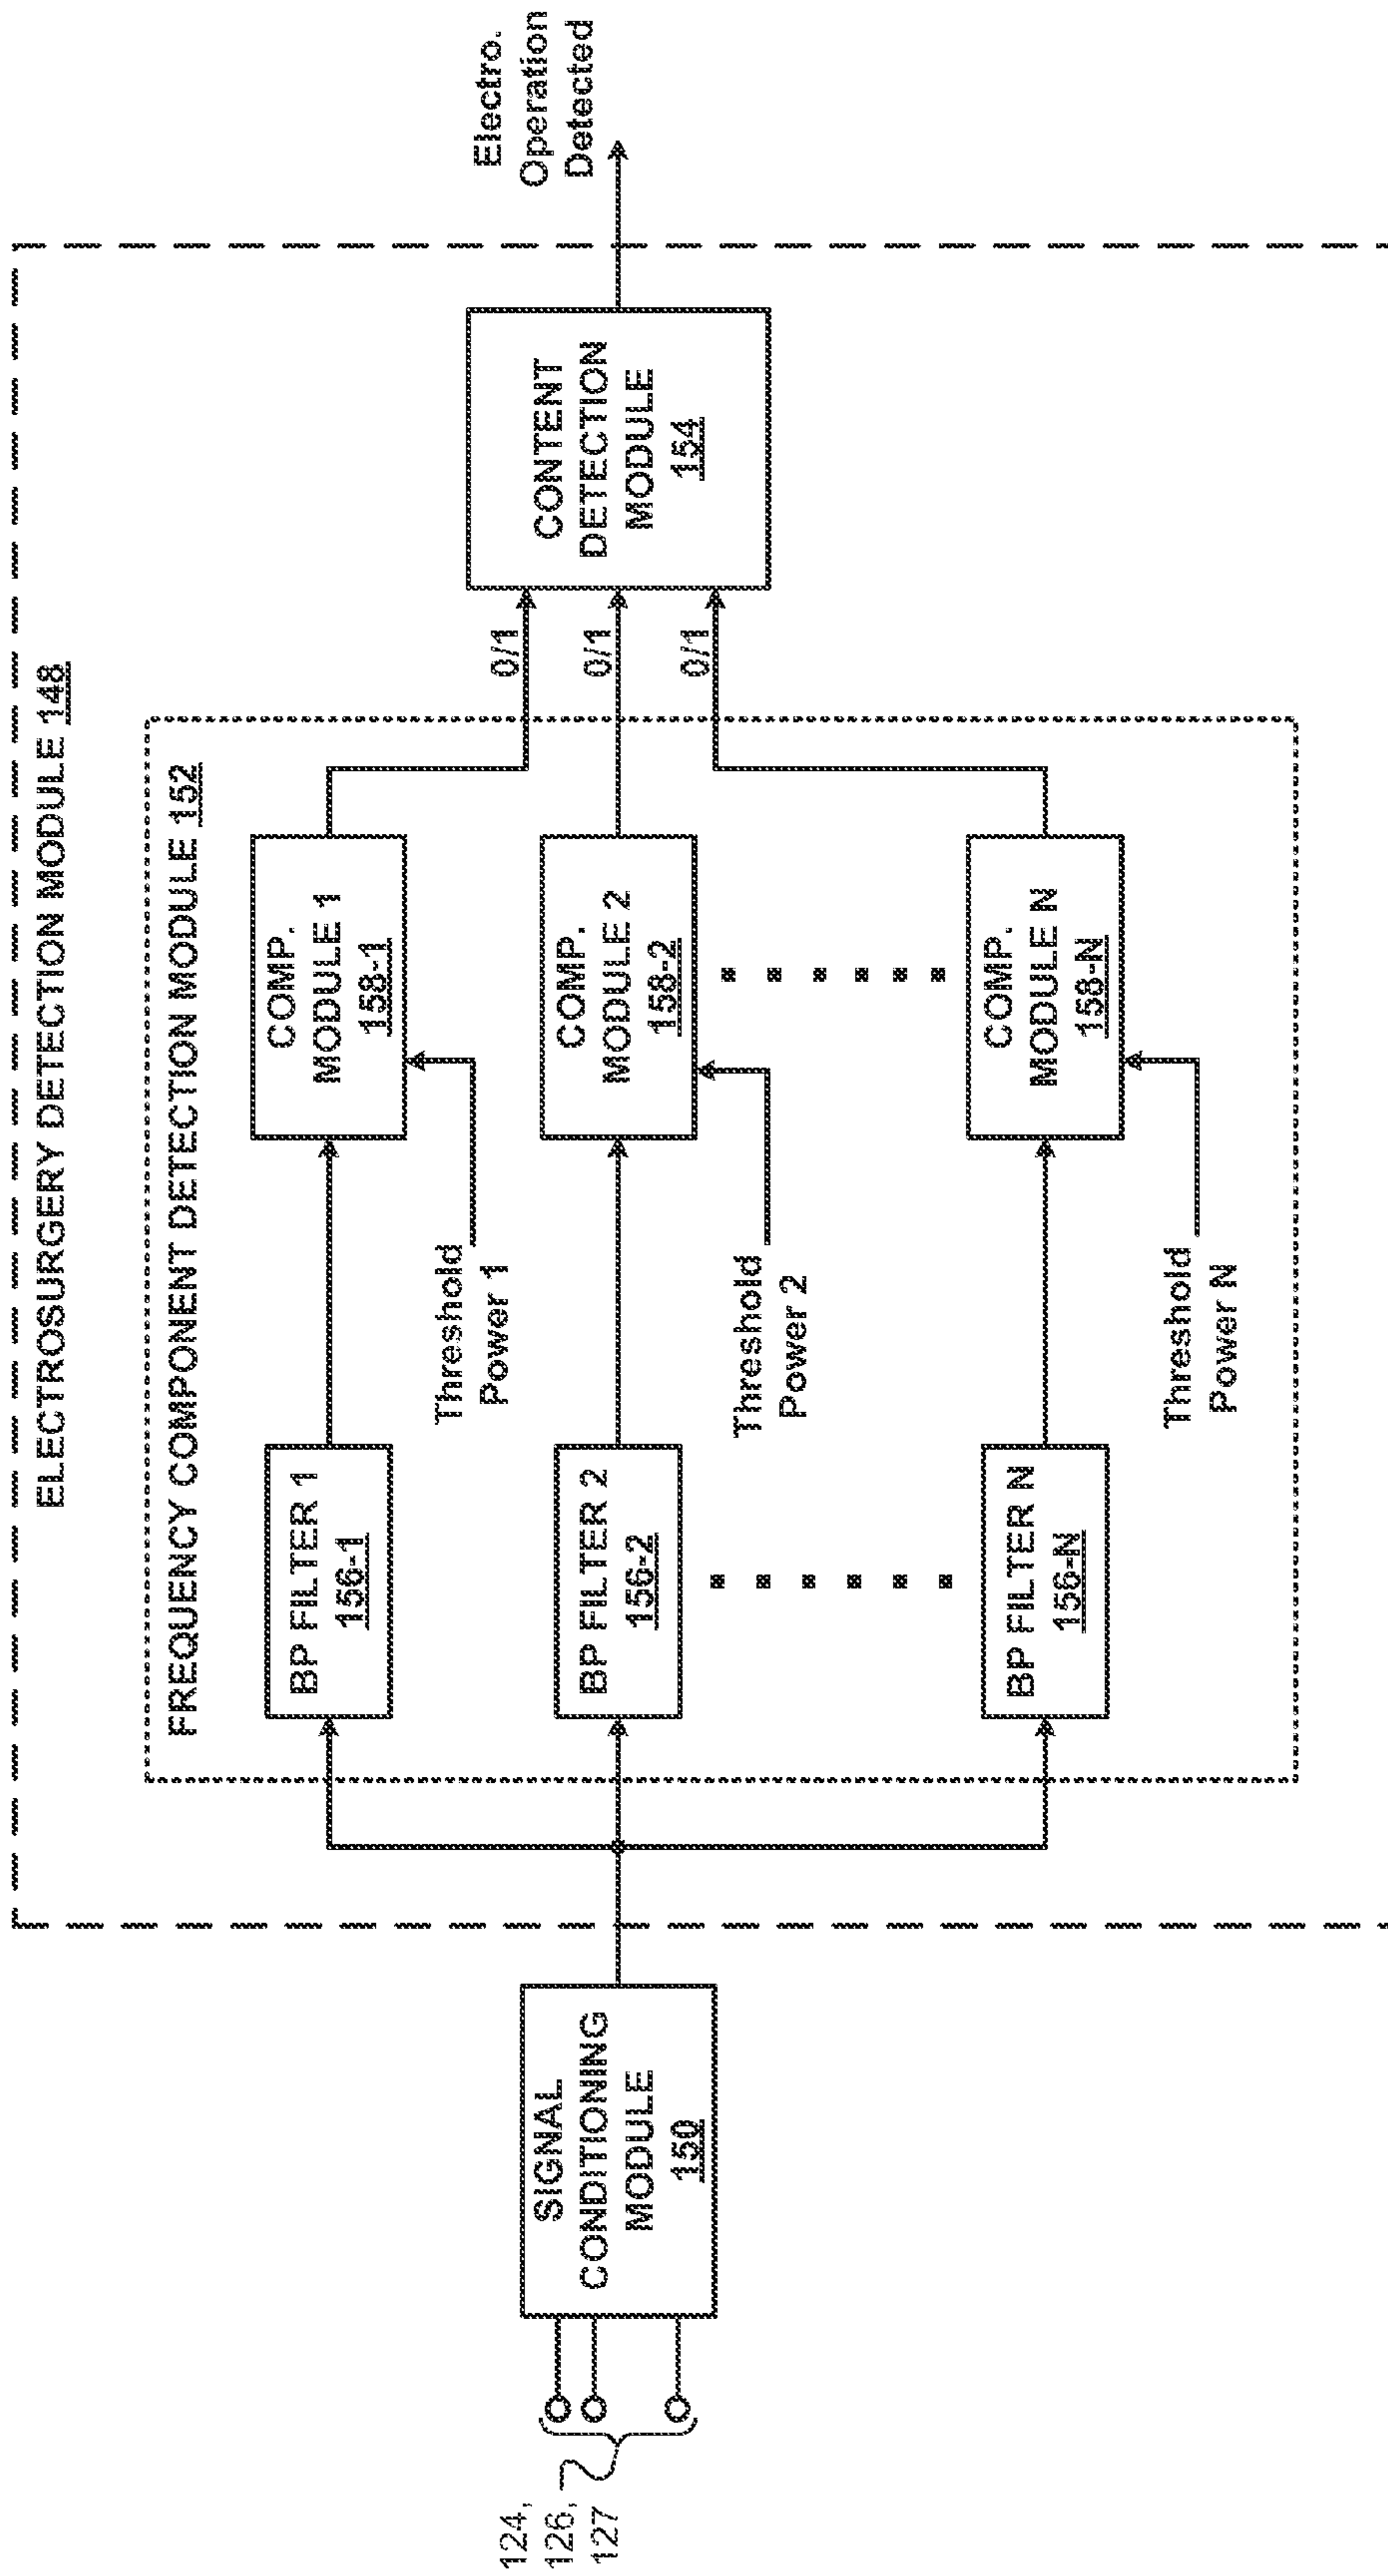 ELECTROSURGERY DETECTION MODULE 148
FREQUENCY COMPONENT DETECTION MODULE 152
124,
126,
127
SIGNAL
CONDITIONING
MODULE
150
BP FILTER 1
156-1
Threshold
Power 1
COMP.
MODULE 1
158-1
BP FILTER 2
156-2
Threshold
Power 2
COMP.
MODULE 2
158-2
BP FILTER N
156-N
Threshold
Power N
COMP.
MODULE N
158-N
0/1
0/1
0/1
CONTENT
DETECTION
MODULE
154
Electro.
Operation
Detected